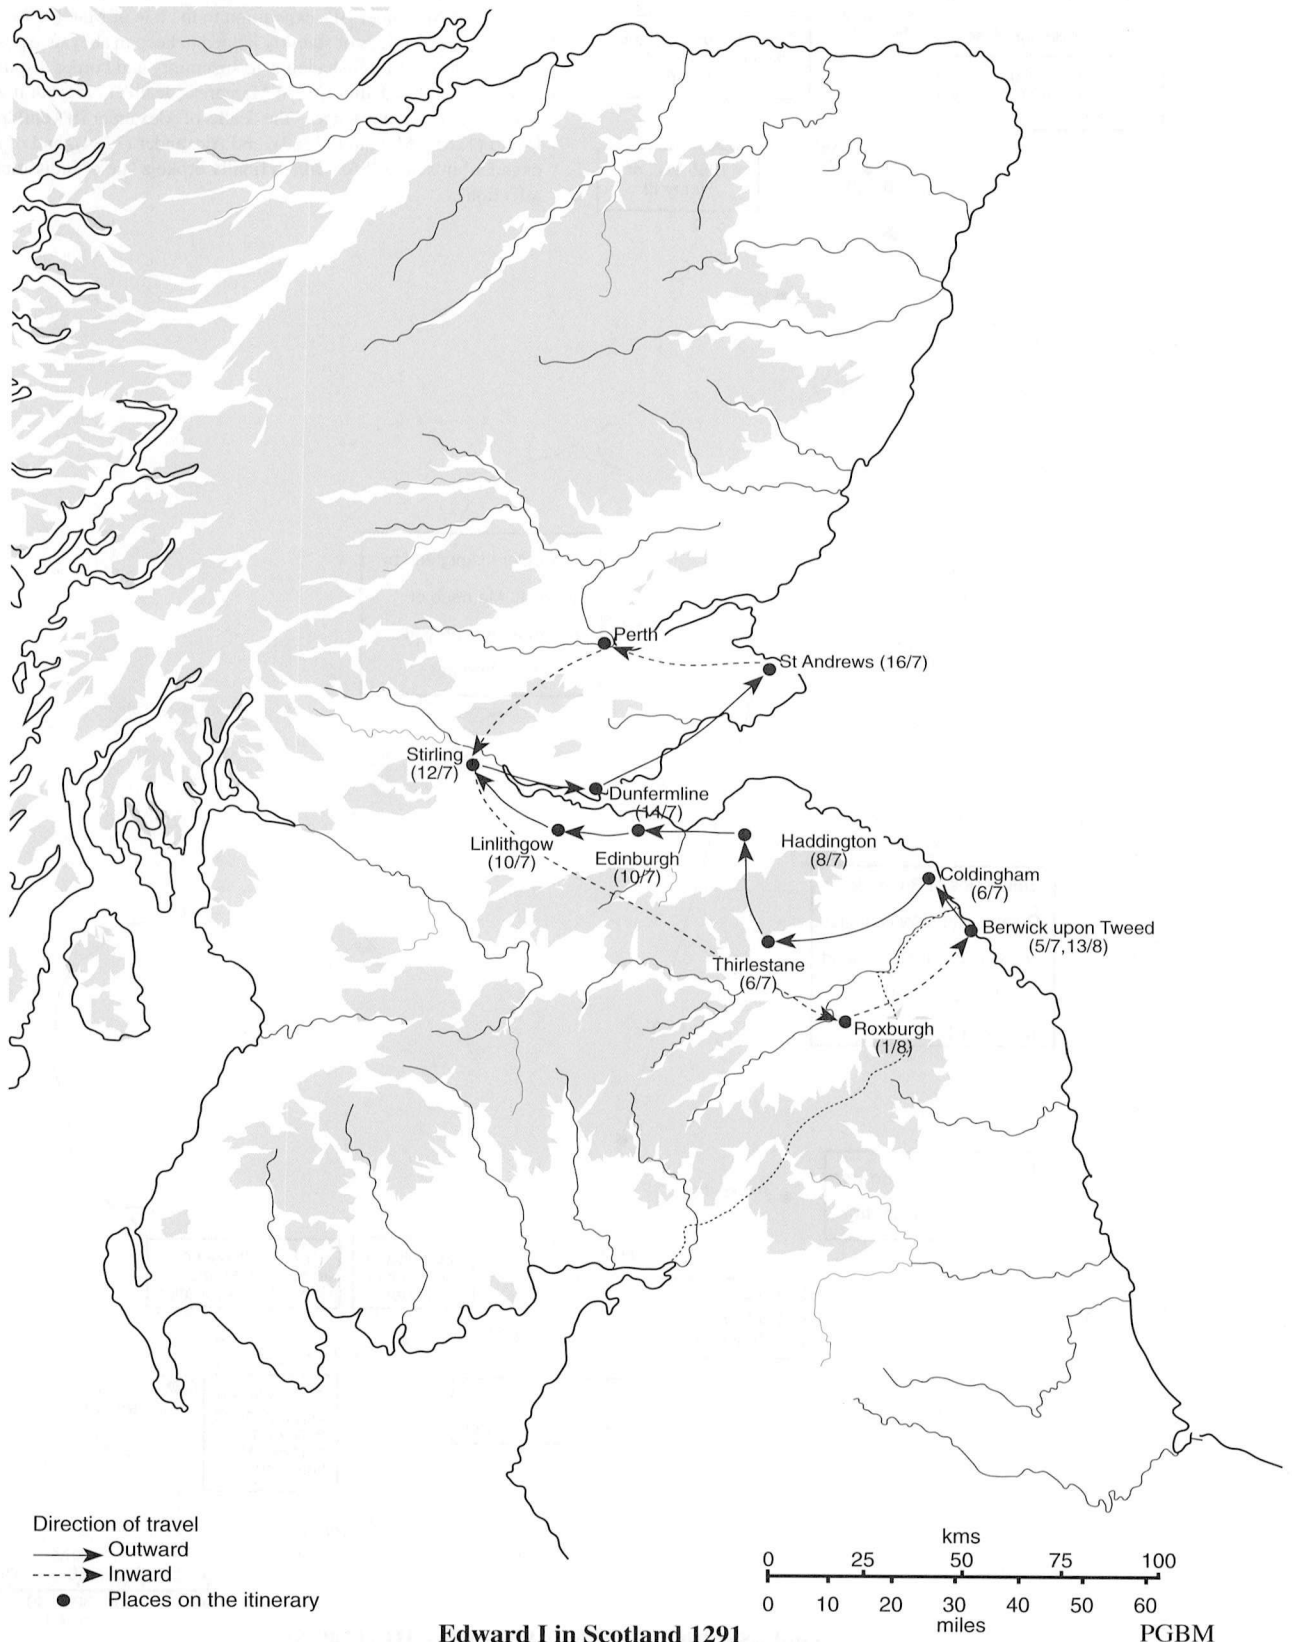 Perth
St Andrews (16/7)
Stirling
(12/7)
Dunfermline
(14/7)
Linlithgow
(10/7)
Edinburgh
(10/7)
Haddington
(8/7)
Coldingham
(6/7)
Berwick upon Tweed
(5/7,13/8)
Thirlestane
(6/7)
Roxburgh
(1/8)
Direction of travel
Outward
Inward
Places on the itinerary
kms
0 25 50 75 100
0 10 20 30 40 50 60
miles
Edward I in Scotland 1291
PGBM